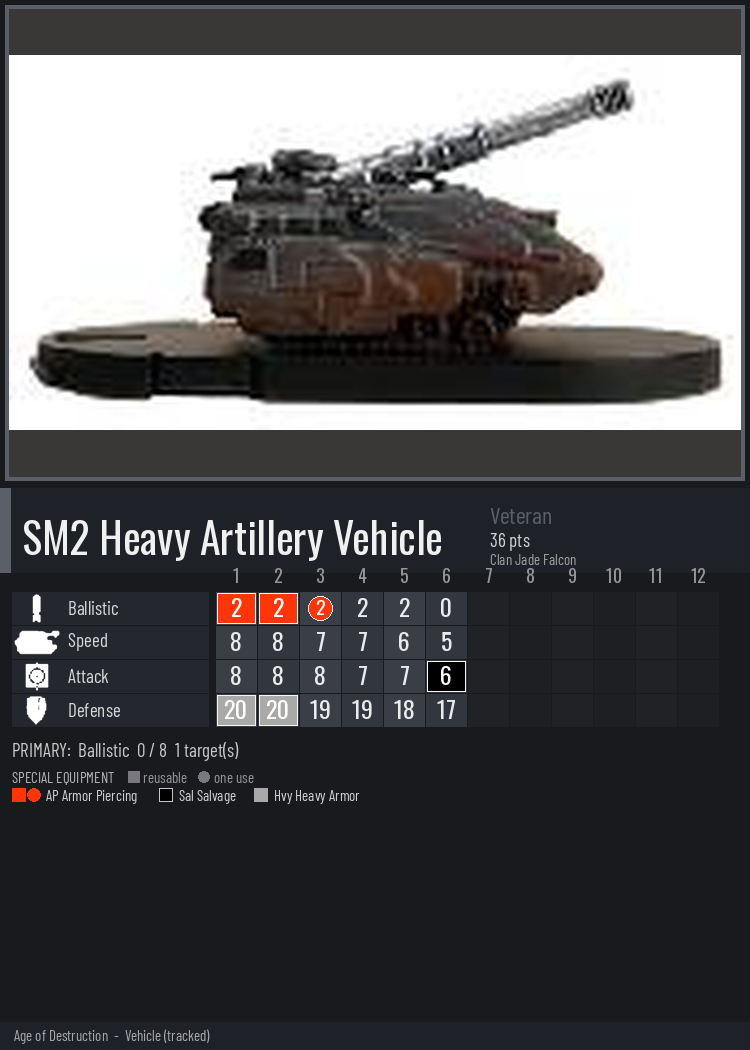 SM2 Heavy Artillery Vehicle
Veteran
36 pts
Clan Jade Falcon
1 2 3 4 5 6 7 8 9 10 11 12
Ballistic 2 2 2 2 2 0
Speed 8 8 7 7 6 5
Attack 8 8 8 7 7 6
Defense 20 20 19 19 18 17
PRIMARY: Ballistic 0 / 8 1 target(s)
SPECIAL EQUIPMENT reusable one use
AP Armor Piercing Sal Salvage Hvy Heavy Armor
Age of Destruction - Vehicle (tracked)